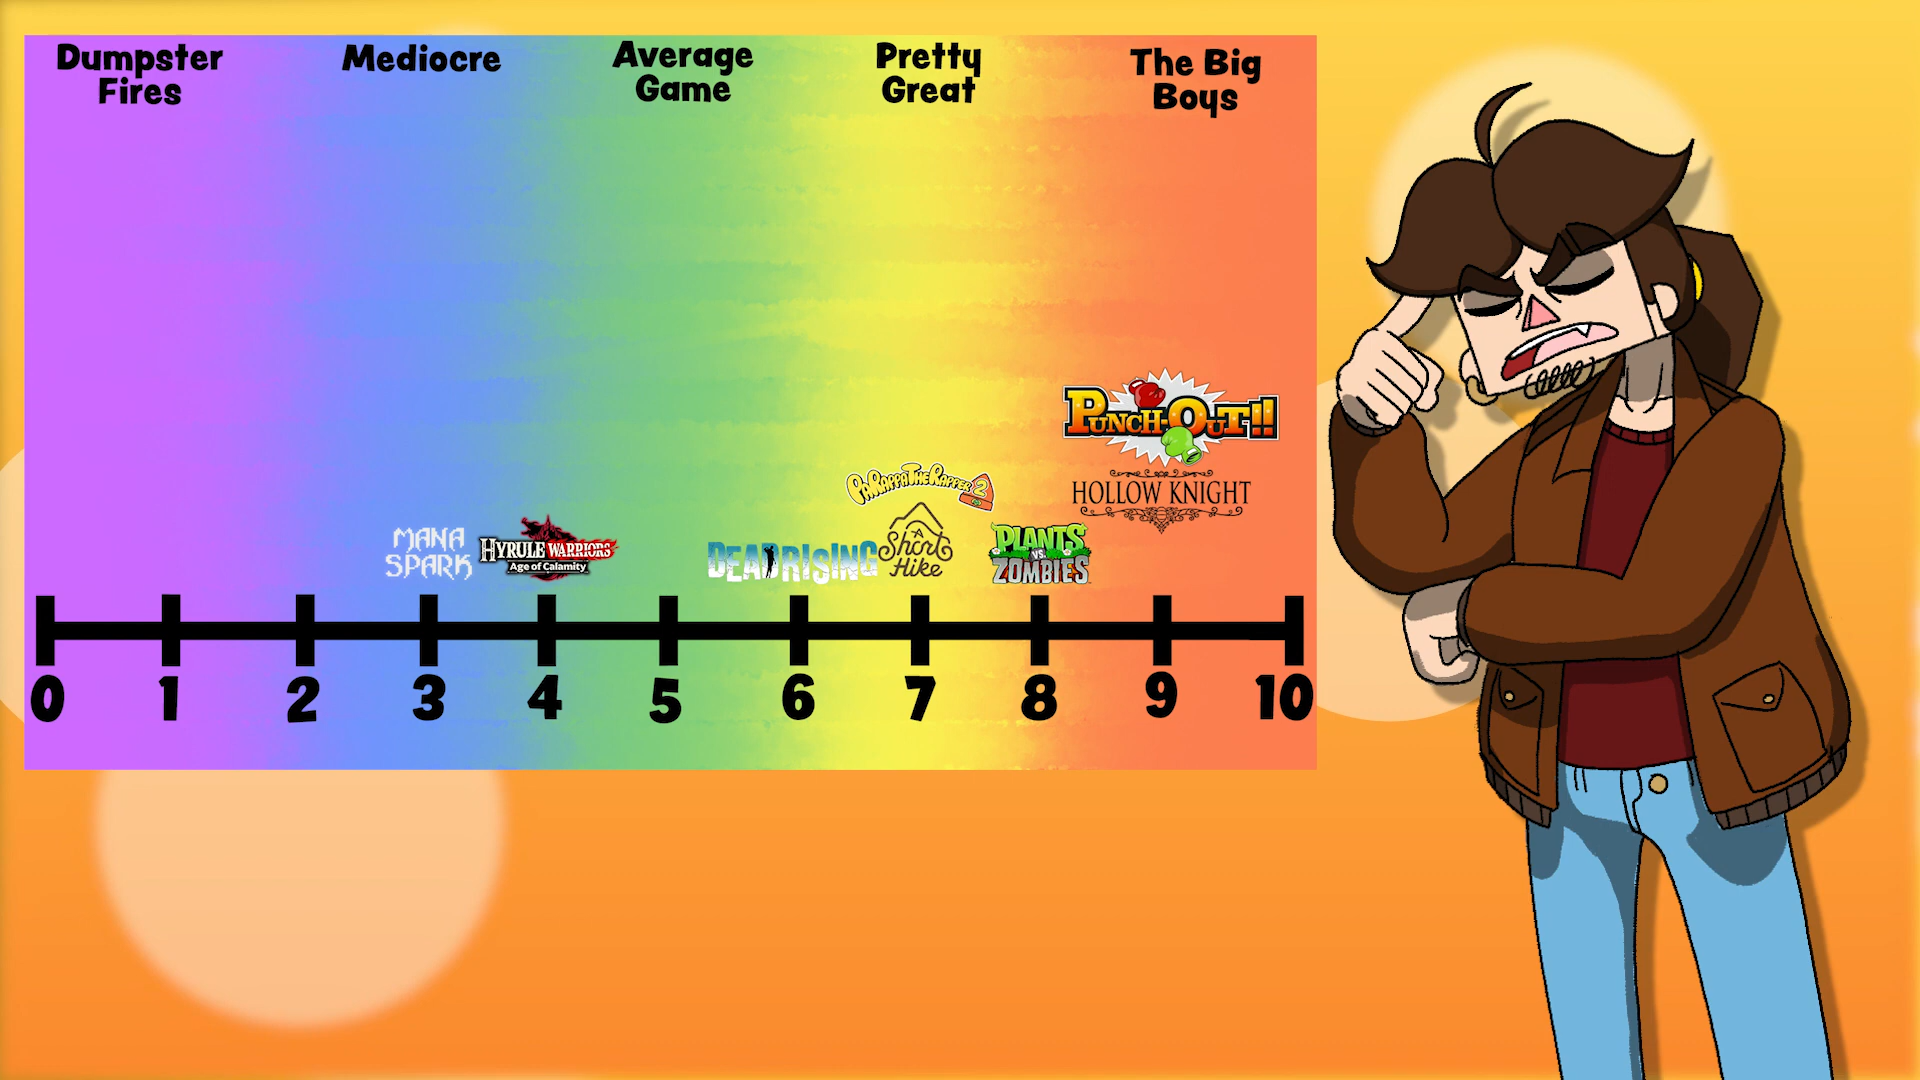 Dumpster
Fires
Mediocre
Average
Game
Pretty
Great
The Big
Boys
PUNCH-OUT!!
PARAPPA THE RAPPER 2
HOLLOW KNIGHT
MANA
SPARK
HYRULE WARRIORS
Age of Calamity
DEADRISING
A
Short
Hike
PLANTS
VS.
ZOMBIES
0 1 2 3 4 5 6 7 8 9 10